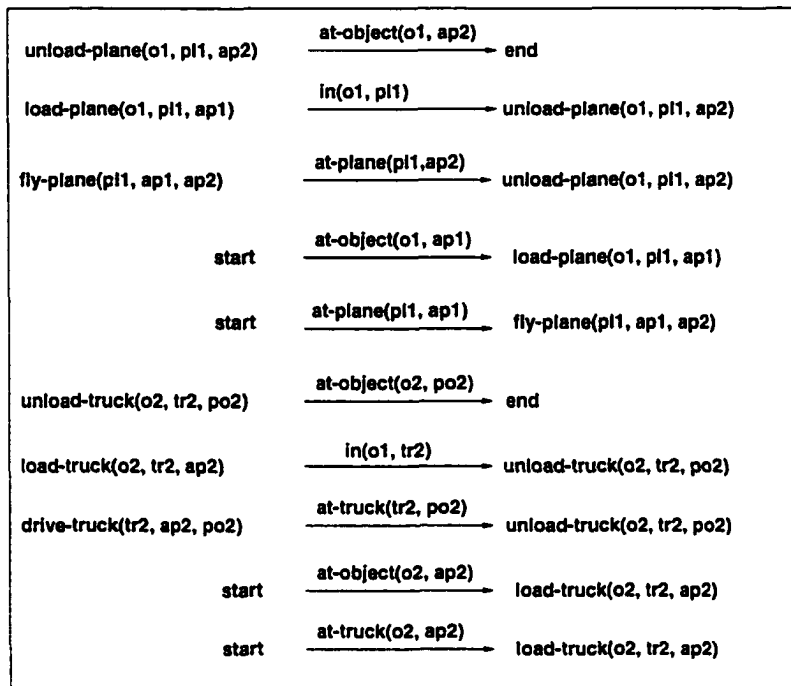 at-object(o1, ap2)
unload-plane(o1, pl1, ap2) end
in(o1, pl1)
load-plane(o1, pl1, ap1) unload-plane(o1, pl1, ap2)
at-plane(pl1,ap2)
fly-plane(pl1, ap1, ap2) unload-plane(o1, pl1, ap2)
at-object(o1, ap1)
start load-plane(o1, pl1, ap1)
at-plane(pl1, ap1)
start fly-plane(pl1, ap1, ap2)
at-object(o2, po2)
unload-truck(o2, tr2, po2) end
in(o1, tr2)
load-truck(o2, tr2, ap2) unload-truck(o2, tr2, po2)
at-truck(tr2, po2)
drive-truck(tr2, ap2, po2) unload-truck(o2, tr2, po2)
at-object(o2, ap2)
start load-truck(o2, tr2, ap2)
at-truck(o2, ap2)
start load-truck(o2, tr2, ap2)